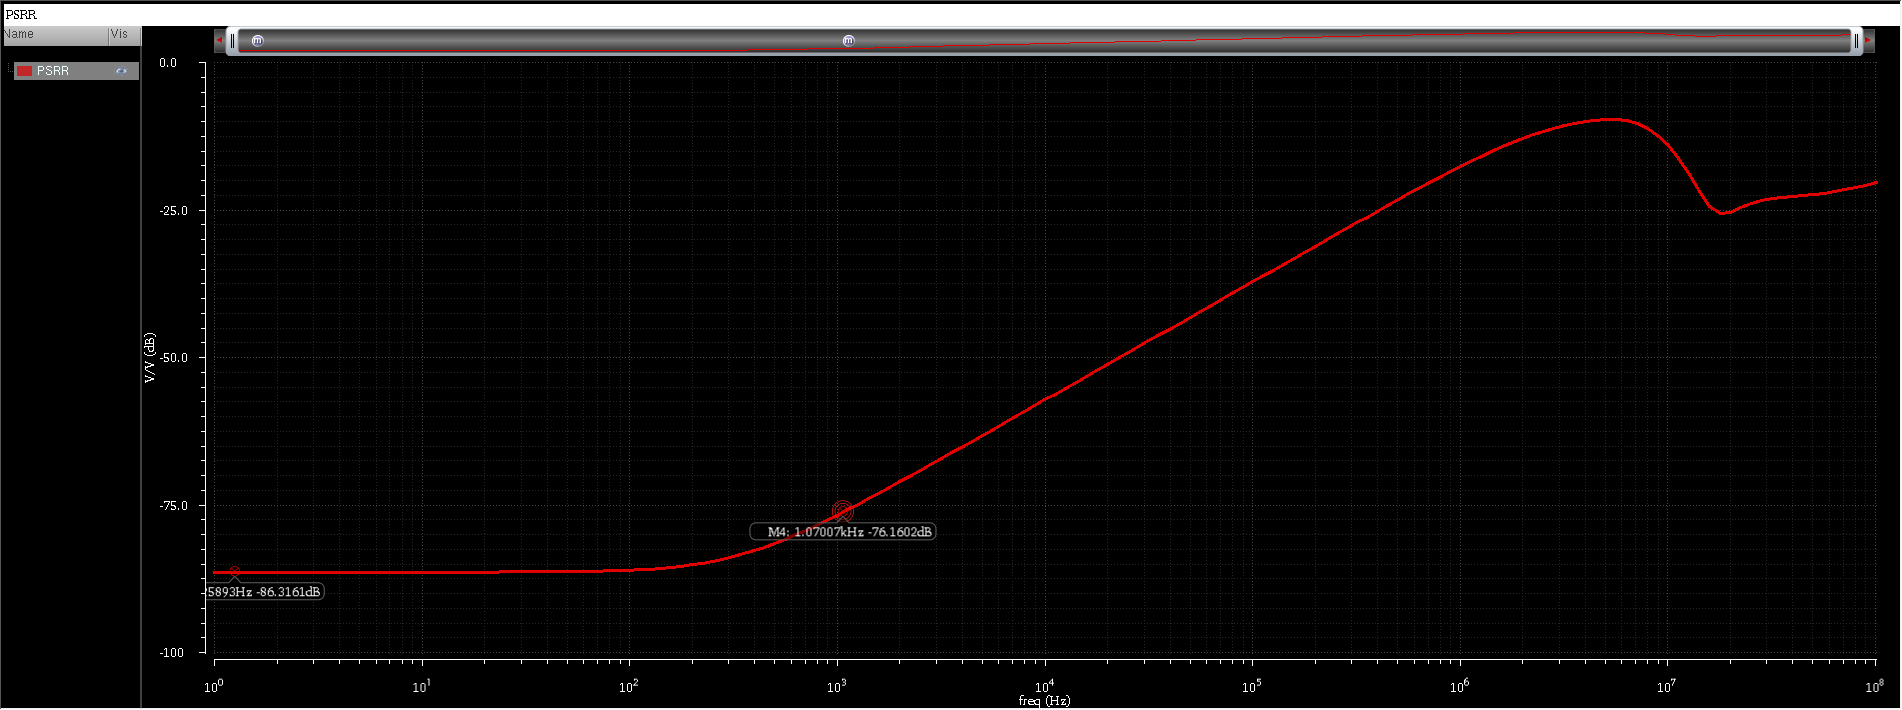 PSRR
Name Vis
PSRR
m m
0.0
-25.0
-50.0
-75.0
-100
V/V (dB)
M4: 1.07007kHz -76.1602dB
5893Hz -86.3161dB
10⁰ 10¹ 10² 10³ 10⁴ 10⁵ 10⁶ 10⁷ 10⁸
freq (Hz)